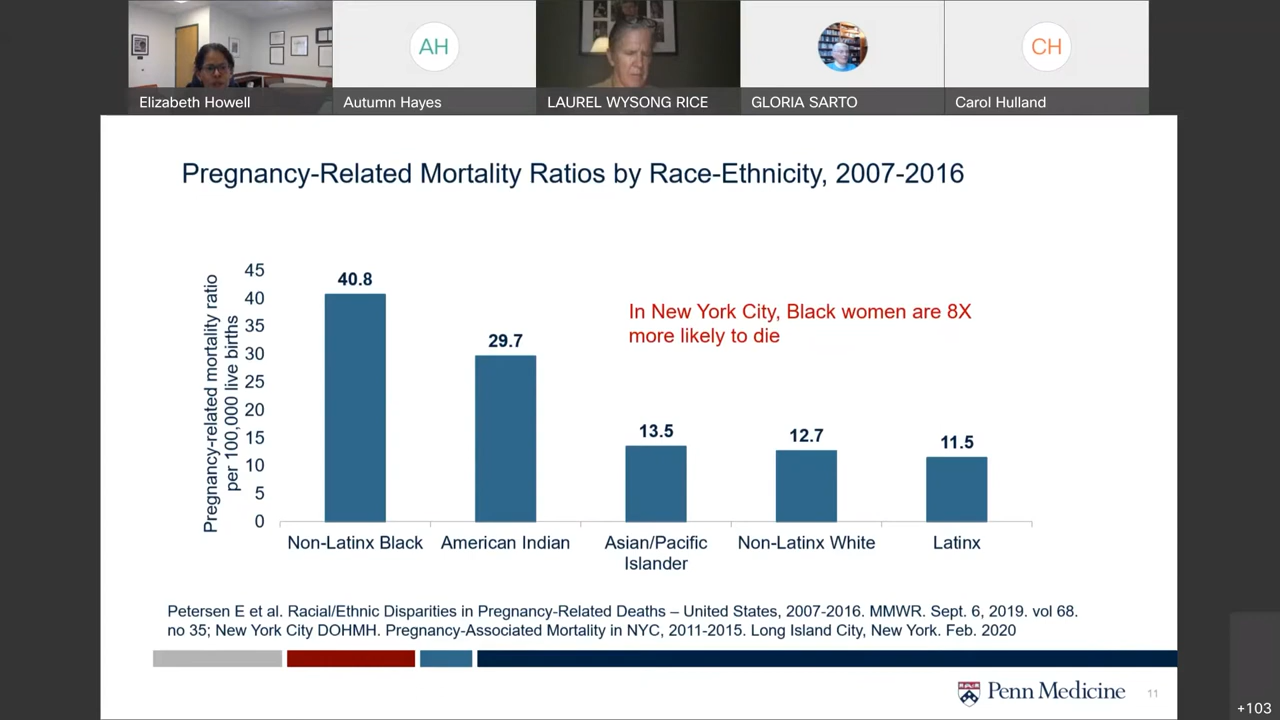 AH
CH
Elizabeth Howell
Autumn Hayes
LAUREL WYSONG RICE
GLORIA SARTO
Carol Hulland
Pregnancy-Related Mortality Ratios by Race-Ethnicity, 2007-2016
Pregnancy-related mortality ratio
per 100,000 live births
45
40
35
30
25
20
15
10
5
0
40.8
29.7
13.5
12.7
11.5
In New York City, Black women are 8X
more likely to die
Non-Latinx Black
American Indian
Asian/Pacific
Islander
Non-Latinx White
Latinx
Petersen E et al. Racial/Ethnic Disparities in Pregnancy-Related Deaths – United States, 2007-2016. MMWR. Sept. 6, 2019. vol 68.
no 35; New York City DOHMH. Pregnancy-Associated Mortality in NYC, 2011-2015. Long Island City, New York. Feb. 2020
Penn Medicine
11
+103